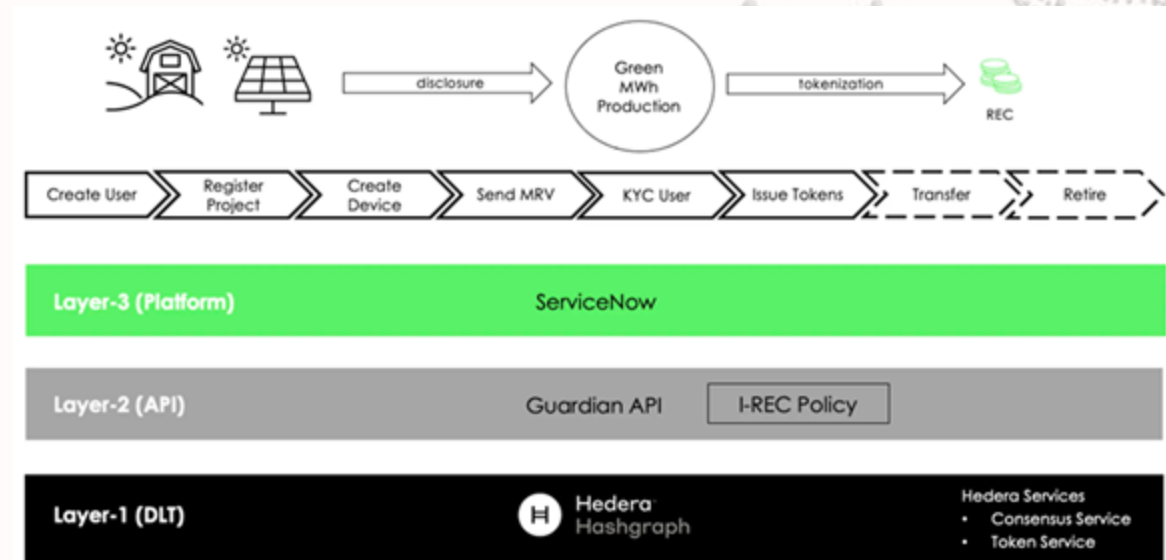 disclosure
Green
MWh
Production
tokenization
REC
Create User
Register
Project
Create
Device
Send MRV
KYC User
Issue Tokens
Transfer
Retire
Layer-3 (Platform)
ServiceNow
Layer-2 (API)
Guardian API
I-REC Policy
Layer-1 (DLT)
H
Hedera
Hashgraph
Hedera Services
• Consensus Service
• Token Service